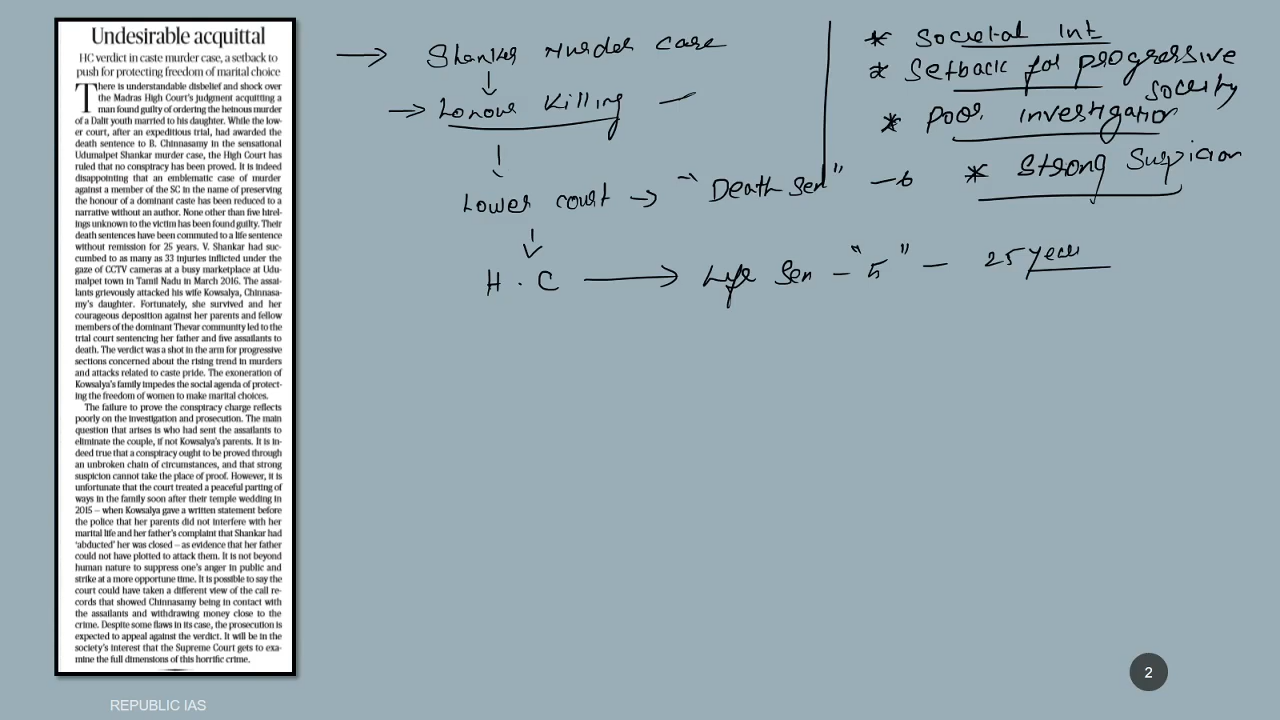 Undesirable acquittal
HC verdict in caste murder case, a setback to
push for protecting freedom of marital choice
There is understandable disbelief and shock over
the Madras High Court's judgment acquitting a
man found guilty of ordering the heinous murder
of a Dalit youth married to his daughter. While the low-
er court, after an expeditious trial, had awarded the
death sentence to B. Chinnasamy in the sensational
Udumalpet Shankar murder case, the High Court has
ruled that no conspiracy has been proved. It is indeed
disappointing that an emblematic case of murder
against a member of the SC in the name of preserving
the honour of a dominant caste has been reduced to a
narrative without an author. None other than five hirel-
ings unknown to the victim has been found guilty. Their
death sentences have been commuted to a life sentence
without remission for 25 years. V. Shankar had suc-
cumbed to as many as 33 injuries inflicted under the
gaze of CCTV cameras at a busy marketplace at Udu-
malpet town in Tamil Nadu in March 2016. The assai-
lants grievously attacked his wife Kowsalya, Chinnasa-
my's daughter. Fortunately, she survived and her
courageous deposition against her parents and fellow
members of the dominant Thevar community led to the
trial court sentencing her father and five assailants to
death. The verdict was a shot in the arm for progressive
sections concerned about the rising trend in murders
and attacks related to caste pride. The exoneration of
Kowsalya's family impedes the social agenda of protect-
ing the freedom of women to make marital choices.
The failure to prove the conspiracy charge reflects
poorly on the investigation and prosecution. The main
question that arises is who had sent the assailants to
eliminate the couple, if not Kowsalya's parents. It is in-
deed true that a conspiracy ought to be proved through
an unbroken chain of circumstances, and that strong
suspicion cannot take the place of proof. However, it is
unfortunate that the court treated a peaceful parting of
ways in the family soon after their temple wedding in
2015 – when Kowsalya gave a written statement before
the police that her parents did not interfere with her
marital life and her father's complaint that Shankar had
'abducted' her was closed – as evidence that her father
could not have plotted to attack them. It is not beyond
human nature to suppress one's anger in public and
strike at a more opportune time. It is possible to say the
court could have taken a different view of the call re-
cords that showed Chinnasamy being in contact with
the assailants and withdrawing money close to the
crime. Despite some flaws in its case, the prosecution is
expected to appeal against the verdict. It will be in the
society's interest that the Supreme Court gets to exa-
mine the full dimensions of this horrific crime.
→ Shanker Murder case
→ Honour Killing –
Lower court → "Death Sen" –6
H.C → Life Sen – "5" – 25 year
* Societal Int
* Setback for progressive
society
* Poor investigation
* Strong Suspicion
2
REPUBLIC IAS